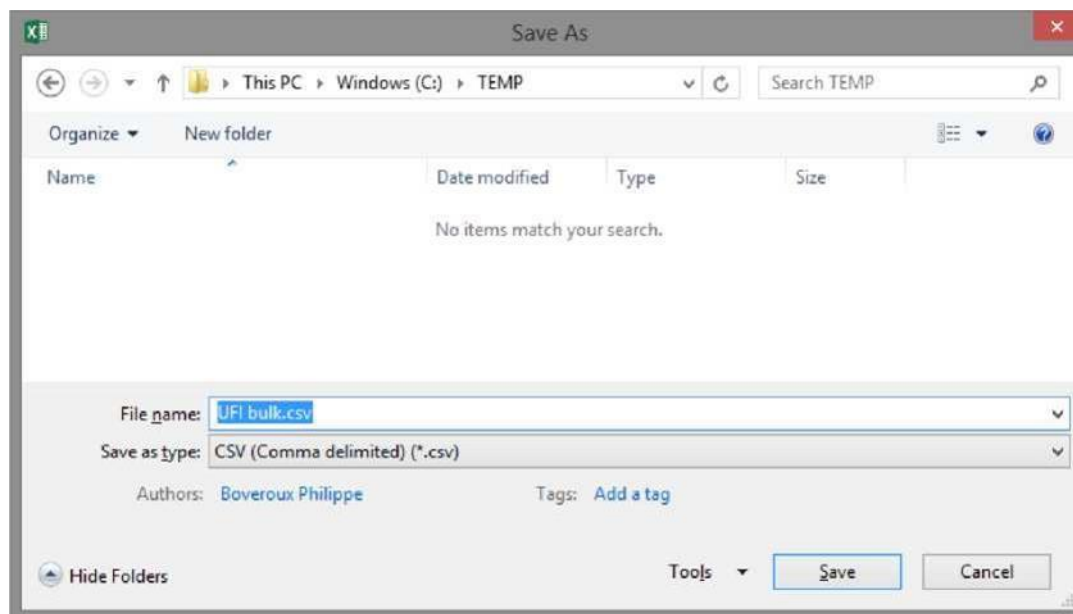 Save As
This PC Windows (C:) TEMP Search TEMP
Organize New folder
Name Date modified Type Size
No items match your search.
File name: UFI bulk.csv
Save as type: CSV (Comma delimited) (*.csv)
Authors: Boveroux Philippe Tags: Add a tag
Hide Folders Tools Save Cancel